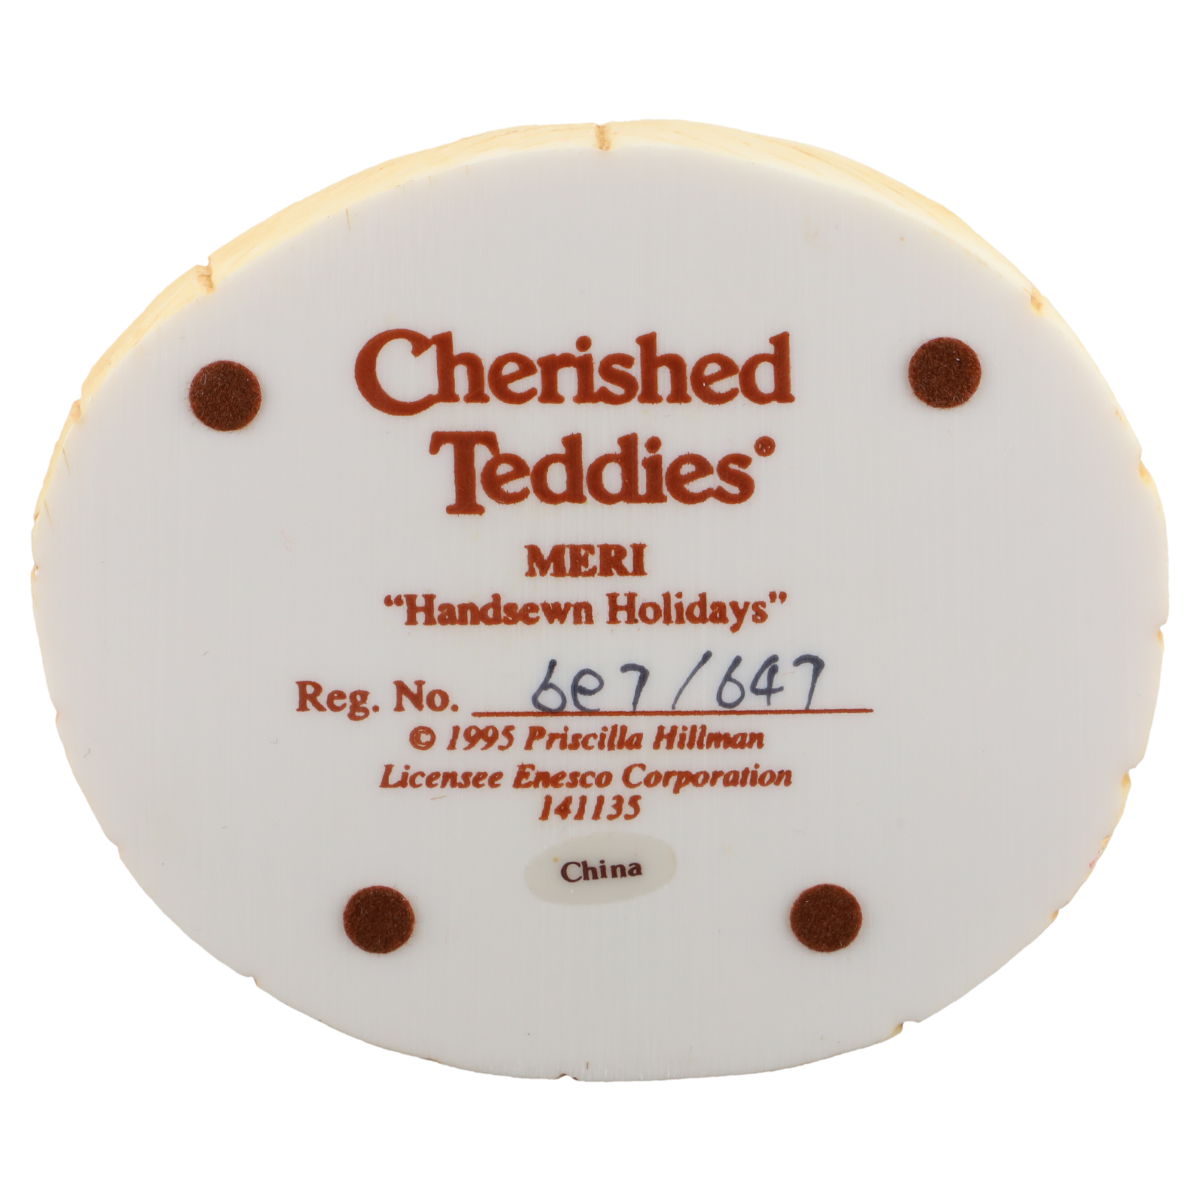 Cherished
Teddies®
MERI
“Handsewn Holidays”
Reg. No. 6e7/647
© 1995 Priscilla Hillman
Licensee Enesco Corporation
141135
China